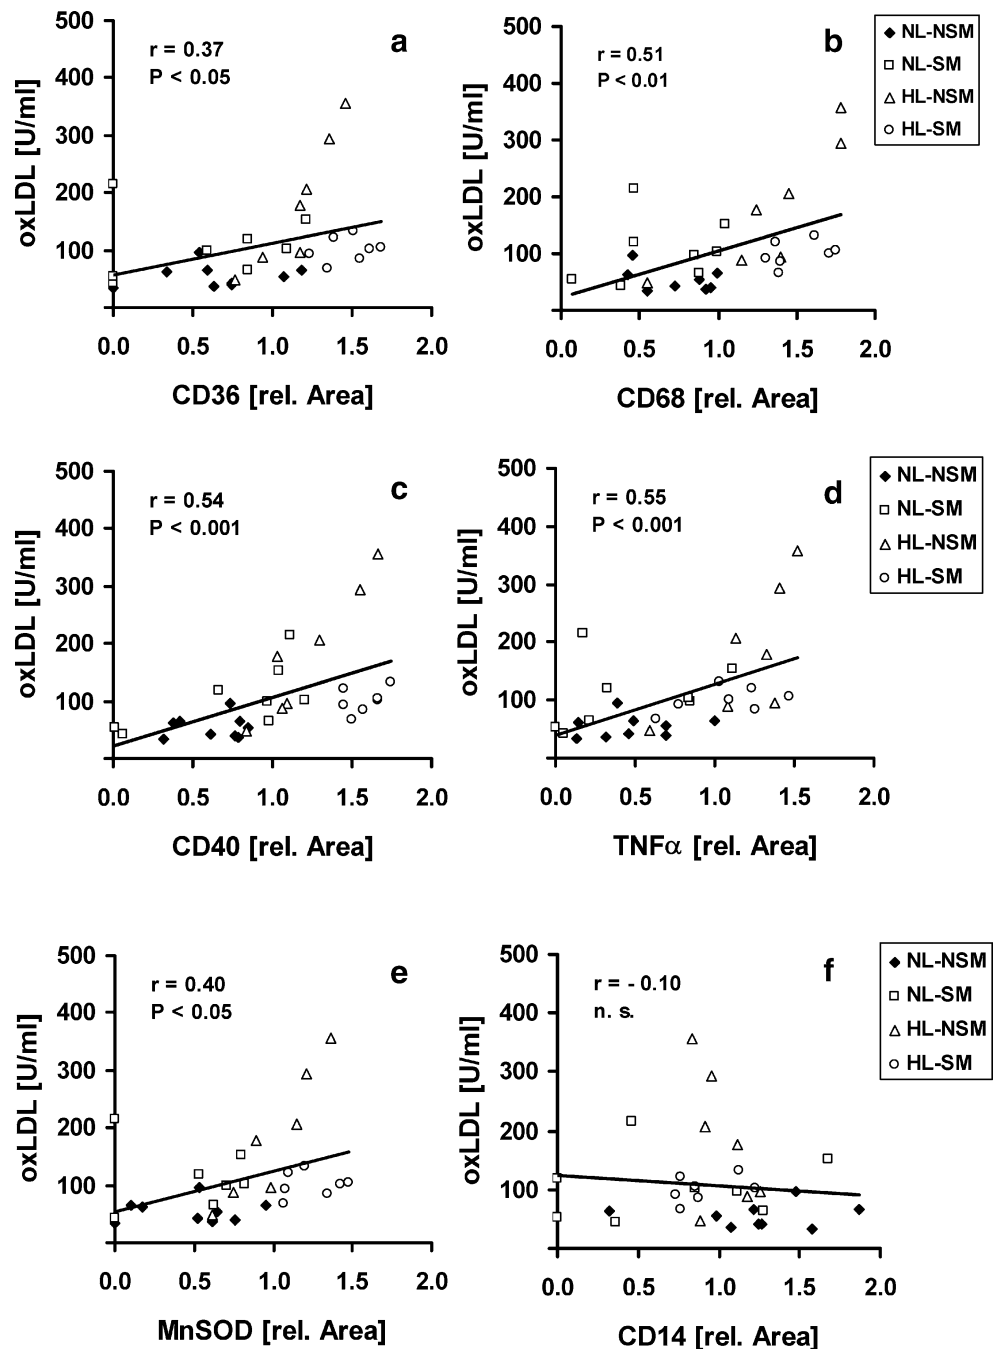 a
r = 0.37
P < 0.05
oxLDL [U/ml]
500
400
300
200
100
0.0 0.5 1.0 1.5 2.0
CD36 [rel. Area]
b
r = 0.51
P < 0.01
oxLDL [U/ml]
500
400
300
200
100
0.0 0.5 1.0 1.5 2.0
CD68 [rel. Area]
NL-NSM
NL-SM
HL-NSM
HL-SM
c
r = 0.54
P < 0.001
oxLDL [U/ml]
500
400
300
200
100
0.0 0.5 1.0 1.5 2.0
CD40 [rel. Area]
d
r = 0.55
P < 0.001
oxLDL [U/ml]
500
400
300
200
100
0.0 0.5 1.0 1.5 2.0
TNFα [rel. Area]
NL-NSM
NL-SM
HL-NSM
HL-SM
e
r = 0.40
P < 0.05
oxLDL [U/ml]
500
400
300
200
100
0.0 0.5 1.0 1.5 2.0
MnSOD [rel. Area]
f
r = - 0.10
n. s.
oxLDL [U/ml]
500
400
300
200
100
0.0 0.5 1.0 1.5 2.0
CD14 [rel. Area]
NL-NSM
NL-SM
HL-NSM
HL-SM